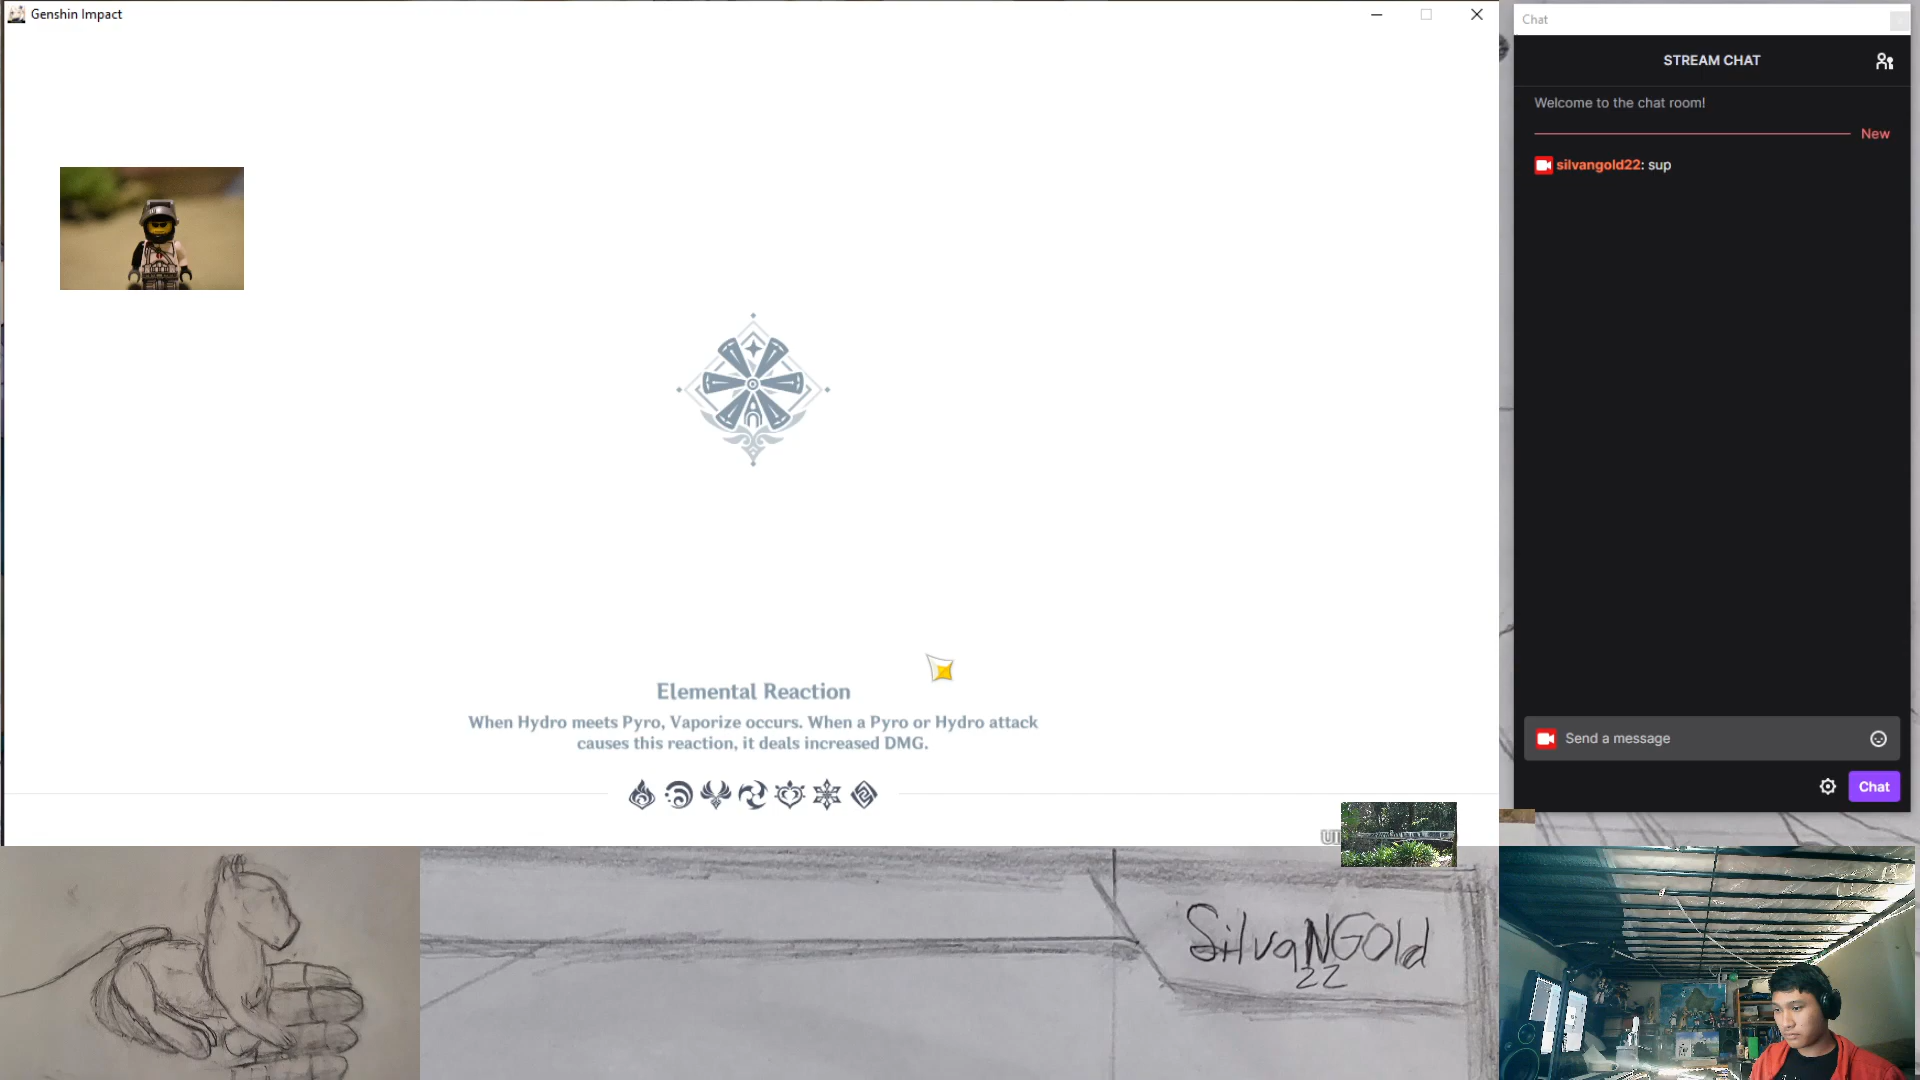 Genshin Impact
Chat
STREAM CHAT
Welcome to the chat room!
New
silvangold22: sup
Elemental Reaction
When Hydro meets Pyro, Vaporize occurs. When a Pyro or Hydro attack
causes this reaction, it deals increased DMG.
Send a message
Chat
SilvaNGold
22